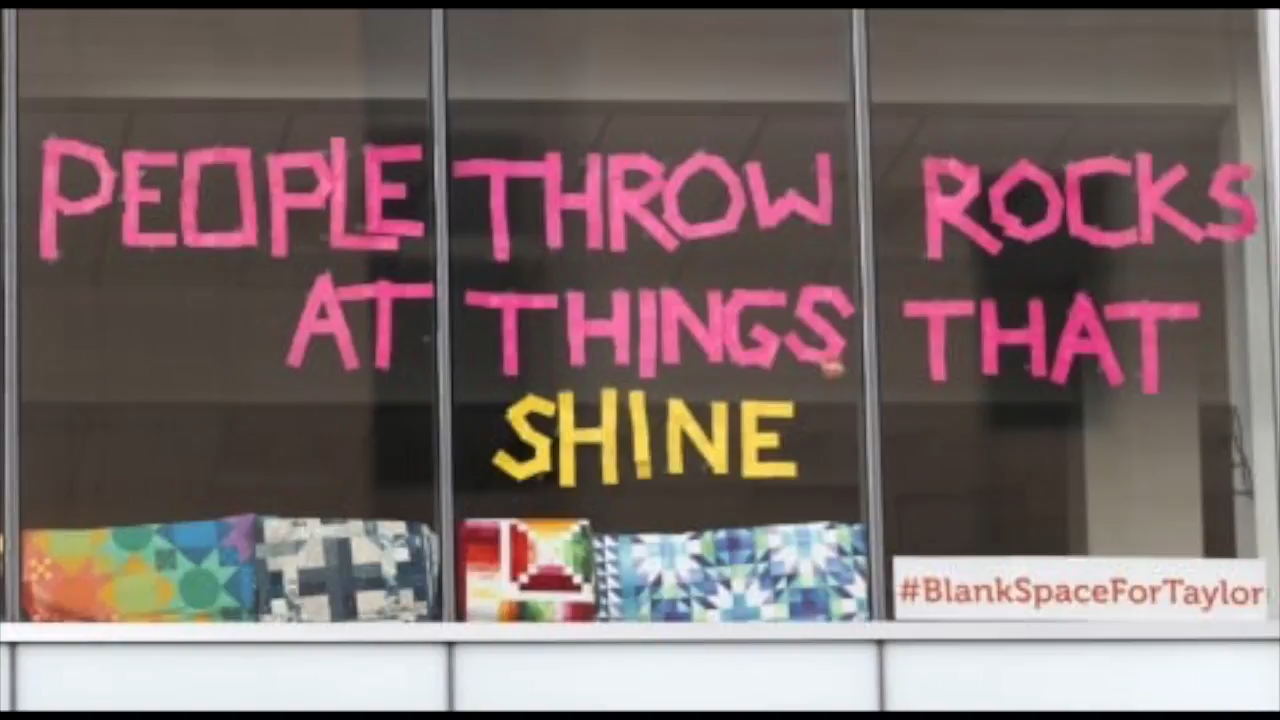 PEOPLE THROW ROCKS
AT THINGS THAT
SHINE
#BlankSpaceForTaylor